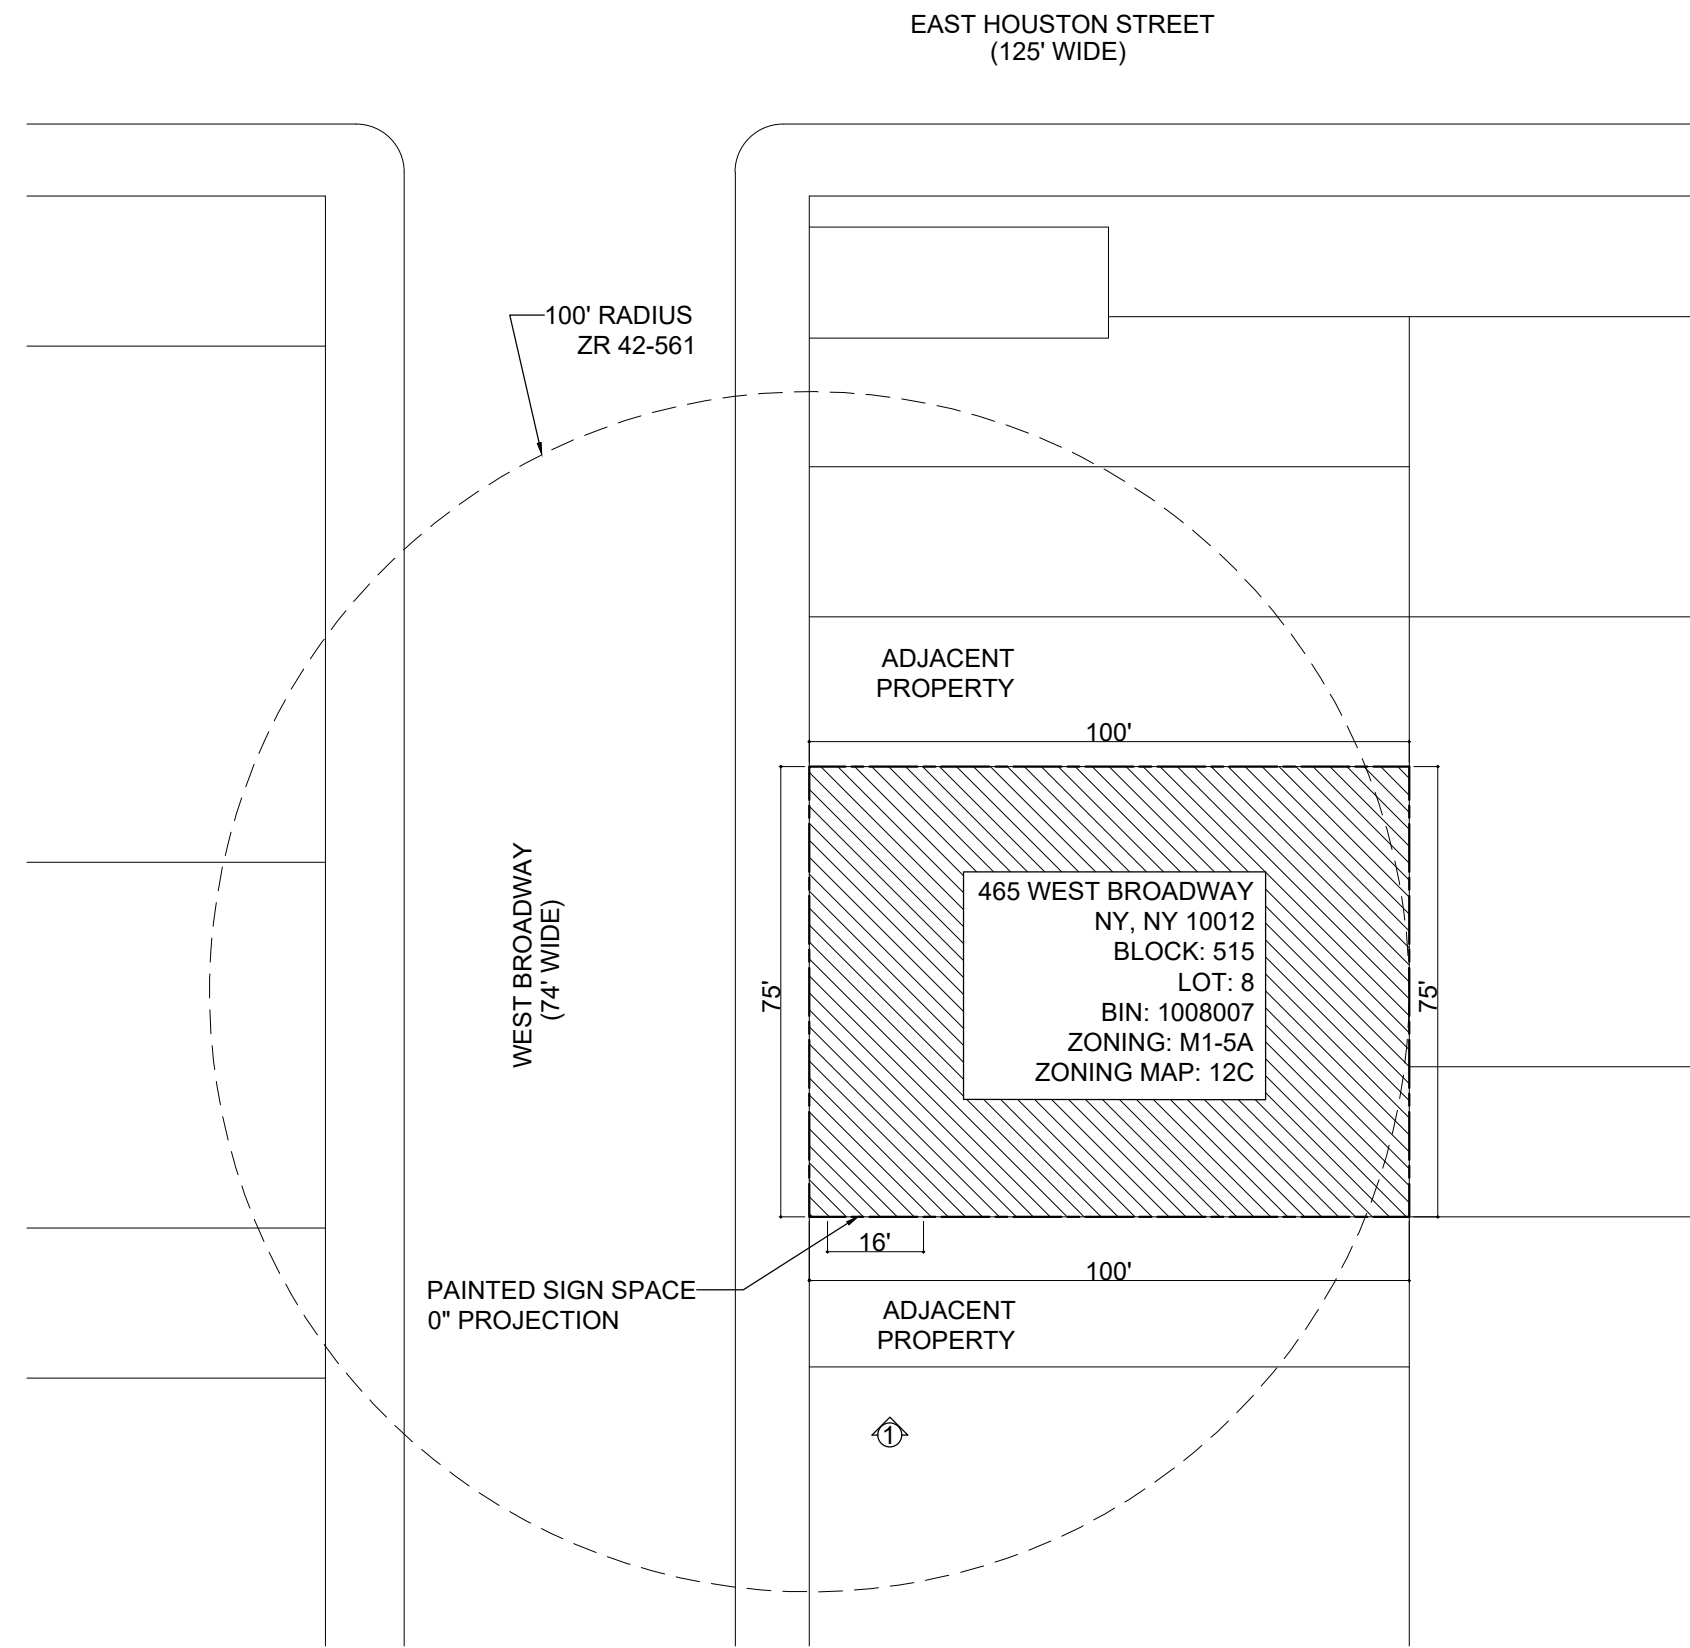 EAST HOUSTON STREET
(125' WIDE)
100' RADIUS
ZR 42-561
ADJACENT
PROPERTY
100'
WEST BROADWAY
(74' WIDE)
75'
465 WEST BROADWAY
NY, NY 10012
BLOCK: 515
LOT: 8
BIN: 1008007
ZONING: M1-5A
ZONING MAP: 12C
75'
16'
100'
PAINTED SIGN SPACE
0" PROJECTION
ADJACENT
PROPERTY
1